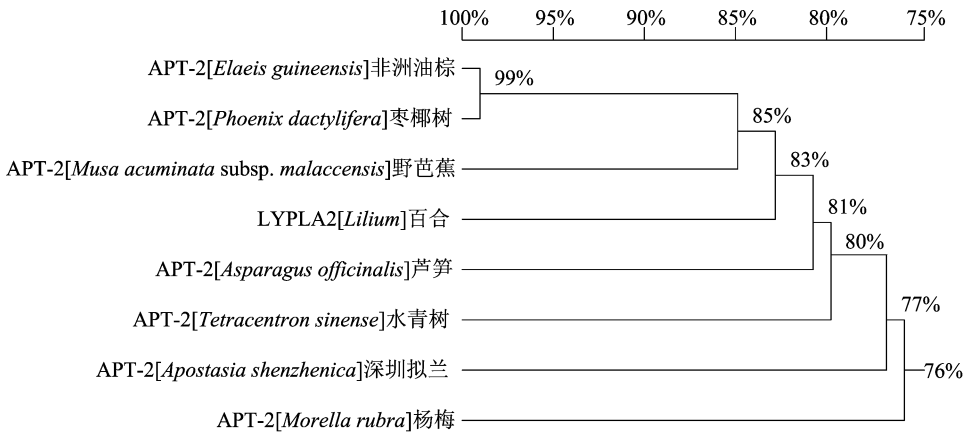 100% 95% 90% 85% 80% 75%
APT-2[Elaeis guineensis]非洲油棕
99%
APT-2[Phoenix dactylifera]枣椰树
85%
APT-2[Musa acuminata subsp. malaccensis]野芭蕉
83%
LYPLA2[Lilium]百合
81%
80%
APT-2[Asparagus officinalis]芦笋
77%
APT-2[Tetracentron sinense]水青树
APT-2[Apostasia shenzhenica]深圳拟兰
76%
APT-2[Morella rubra]杨梅